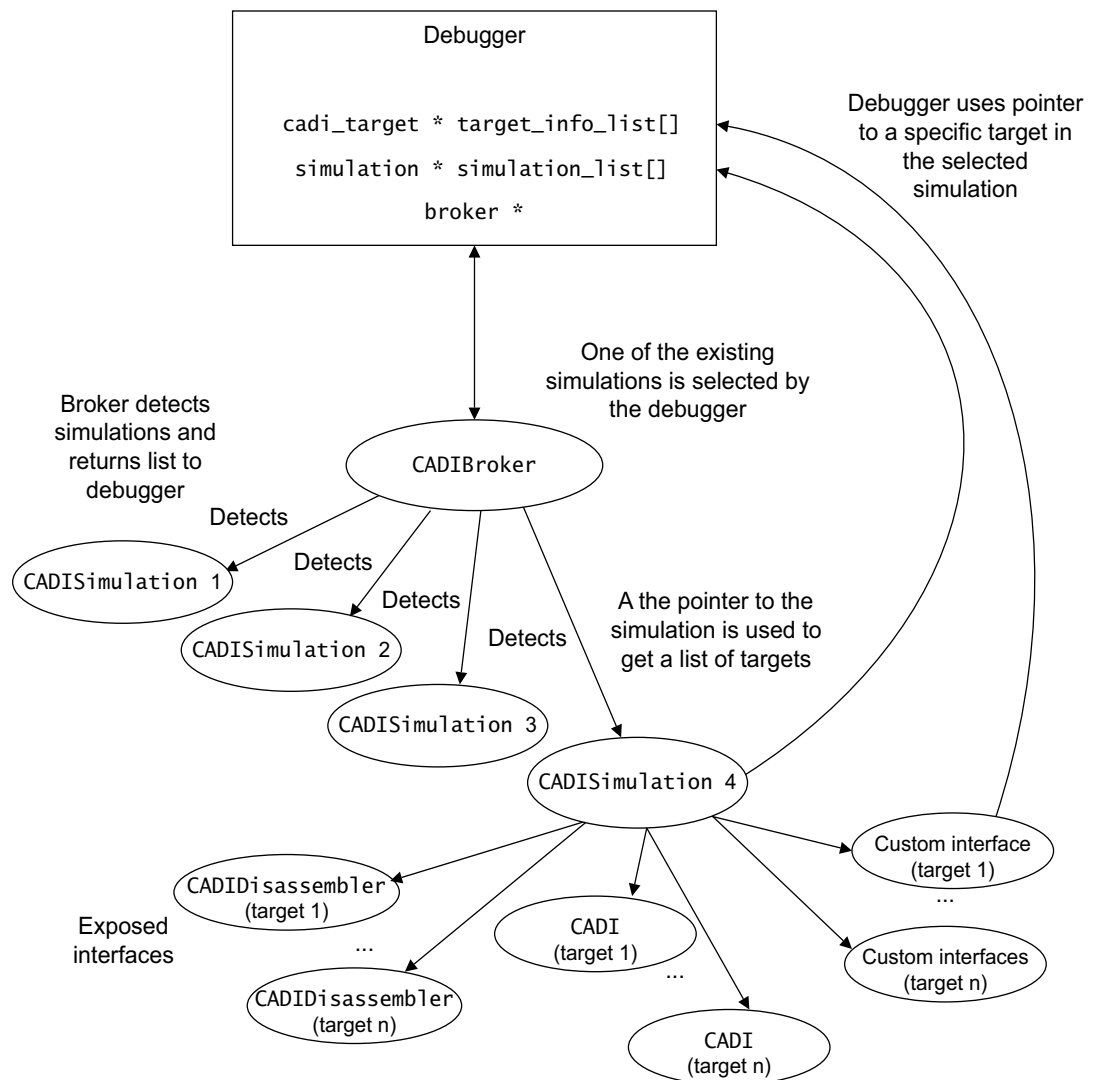 Debugger
cadi_target * target_info_list[]
simulation * simulation_list[]
broker *
Debugger uses pointer
to a specific target in
the selected
simulation
One of the existing
simulations is selected by
the debugger
Broker detects
simulations and
returns list to
debugger
CADIBroker
Detects
Detects
Detects
Detects
CADISimulation 1
CADISimulation 2
CADISimulation 3
A the pointer to the
simulation is used to
get a list of targets
CADISimulation 4
Exposed
interfaces
CADIDisassembler
(target 1)
...
CADIDisassembler
(target n)
CADI
(target 1)
...
CADI
(target n)
Custom interface
(target 1)
...
Custom interfaces
(target n)